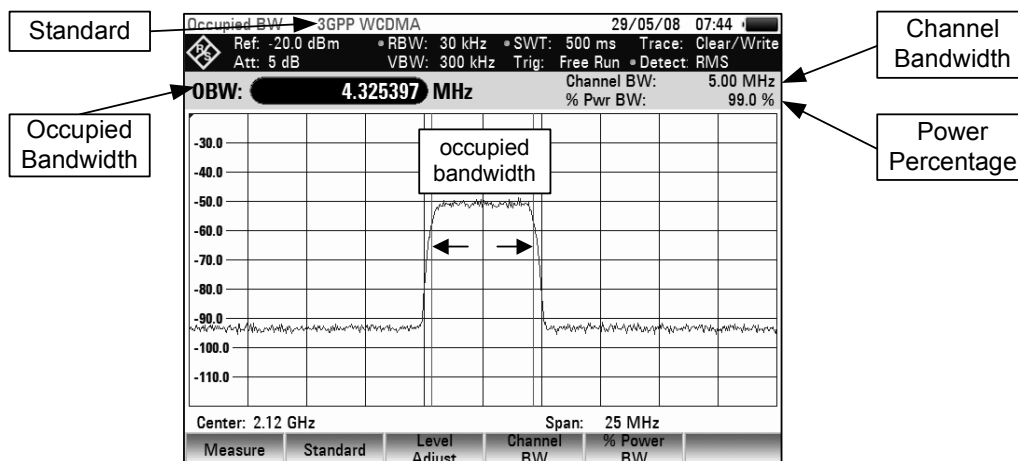 Standard
Occupied BW
3GPP WCDMA
29/05/08 07:44
Channel
Bandwidth
R&S
Ref: -20.0 dBm
RBW: 30 kHz
SWT: 500 ms
Trace: Clear/Write
Att: 5 dB
VBW: 300 kHz
Trig: Free Run
Detect: RMS
OBW: 4.325397 MHz
Channel BW: 5.00 MHz
% Pwr BW: 99.0 %
Occupied
Bandwidth
Power
Percentage
occupied
bandwidth
-30.0
-40.0
-50.0
-60.0
-70.0
-80.0
-90.0
-100.0
-110.0
Center: 2.12 GHz
Span: 25 MHz
Measure
Standard
Level
Adjust
Channel
BW
% Power
BW